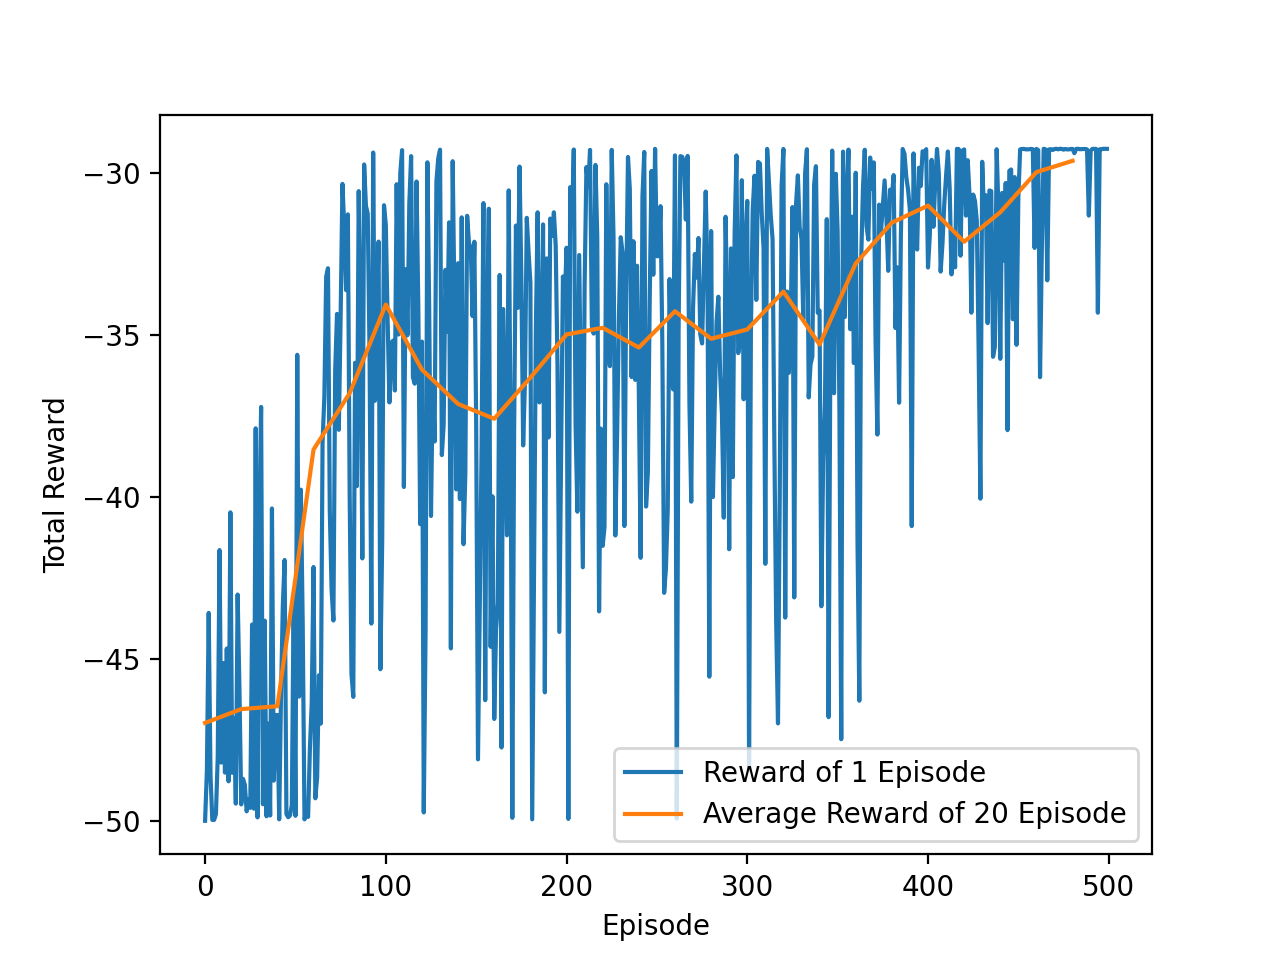 Total Reward
−30
−35
−40
−45
−50
Reward of 1 Episode
Average Reward of 20 Episode
0 100 200 300 400 500
Episode